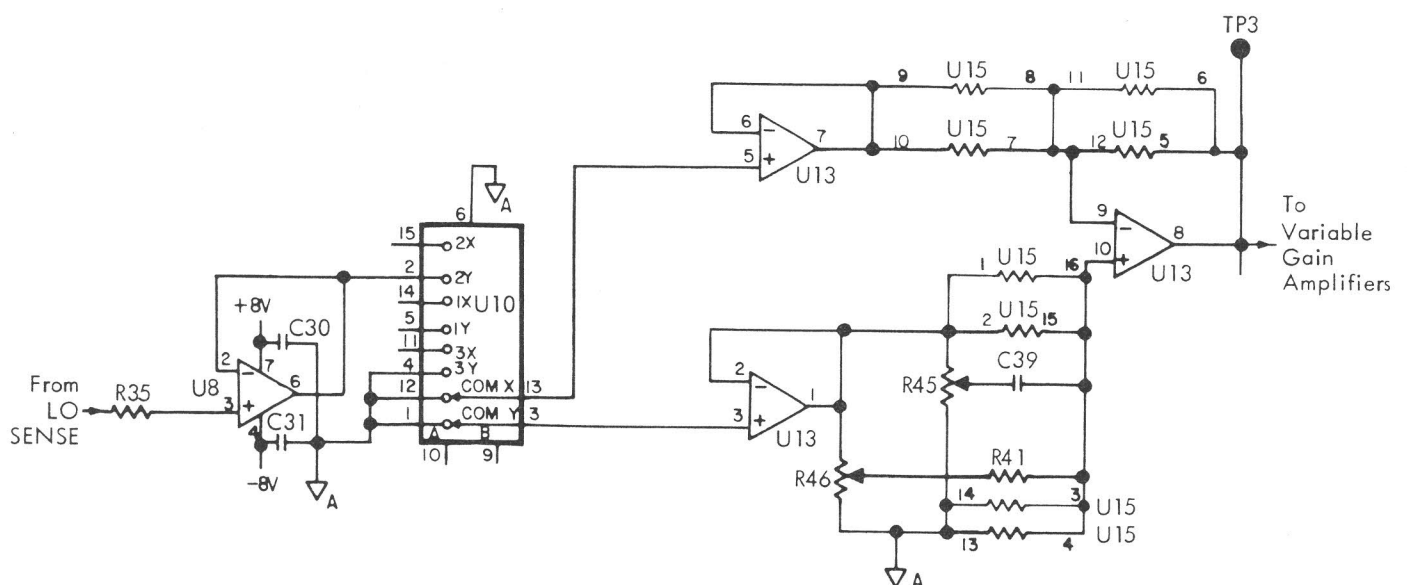 TP3
9 U15 8 11 U15 6
6 − 7 U15 U15
5 + 10 7 12 5
U13
6 A
15 2X
2 2Y
14 1X U10
5 1Y
11 3X
4 3Y
12 COM X 13
1 COM Y 3
A B
10 9
+8V C30
2 − 7
U8 6
3 +
4 C31
−8V
A
From
LO
SENSE
R35
9 − 8
10 +
U13
To
Variable
Gain
Amplifiers
1 U15 16
U15
2 15
C39
2 − 1
3 +
U13
R45
R46
R41
14 3 U15
13 4 U15
A